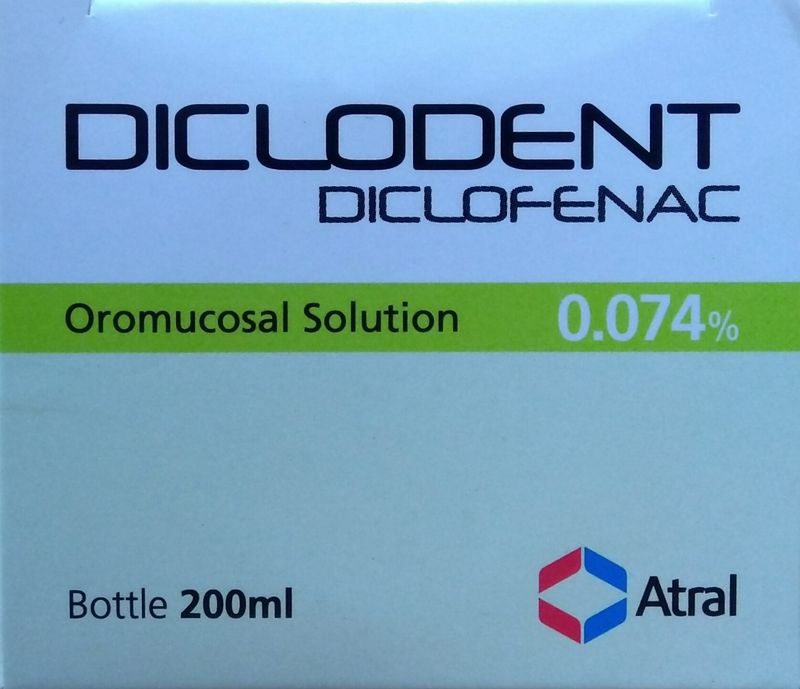 DICLODENT
DICLOFENAC
Oromucosal Solution 0.074%
Bottle 200ml
Atral